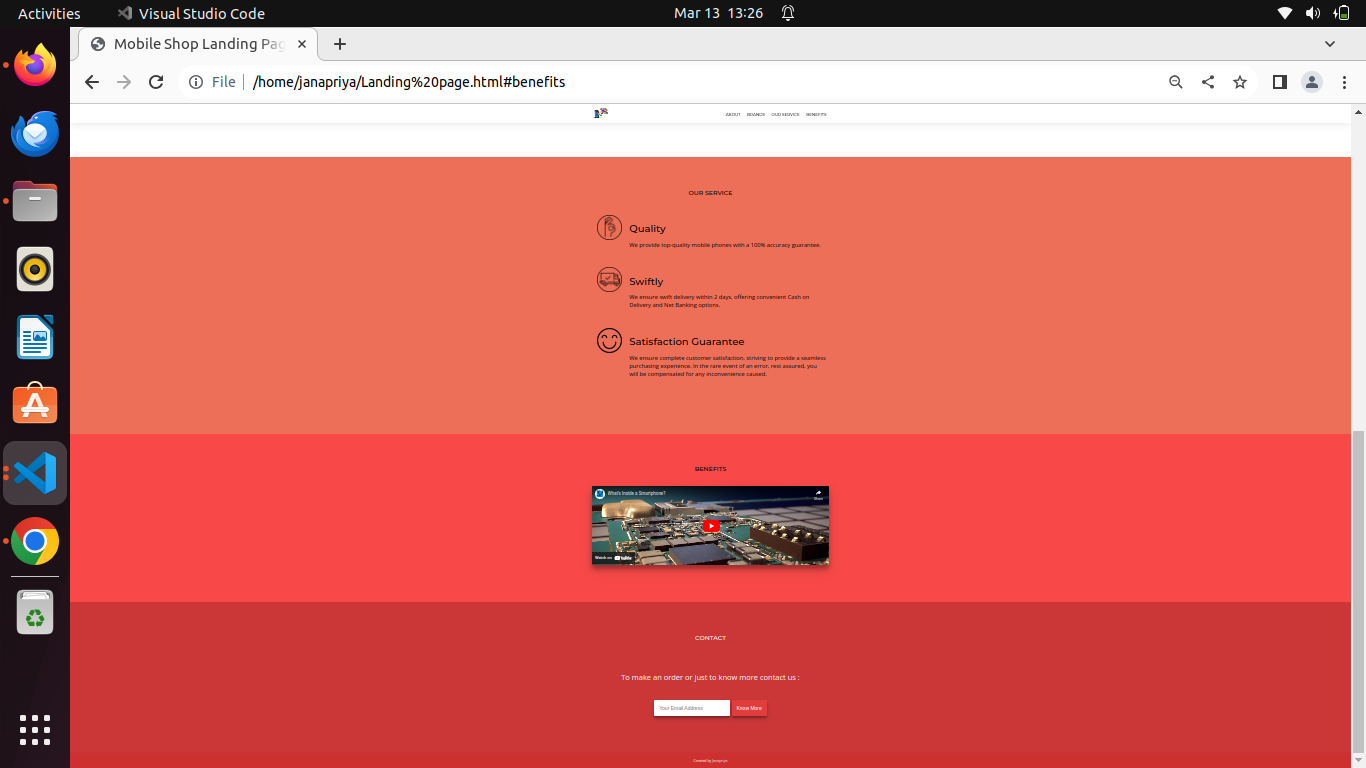 Activities
Visual Studio Code
Mar 13 13:26
Mobile Shop Landing Pag
File
/home/janapriya/Landing%20page.html#benefits
ABOUT BRANDS OUR SERVICE BENEFITS
OUR SERVICE
Quality
We provide top-quality mobile phones with a 100% accuracy guarantee.
Swiftly
We ensure swift delivery within 2 days, offering convenient Cash on
Delivery and Net Banking options.
Satisfaction Guarantee
We ensure complete customer satisfaction, striving to provide a seamless
purchasing experience. In the rare event of an error, rest assured, you
will be compensated for any inconvenience caused.
BENEFITS
What's Inside a Smartphone?
Share
Watch on YouTube
CONTACT
To make an order or just to know more contact us :
Your Email Address
Know More
Created by Janapriya